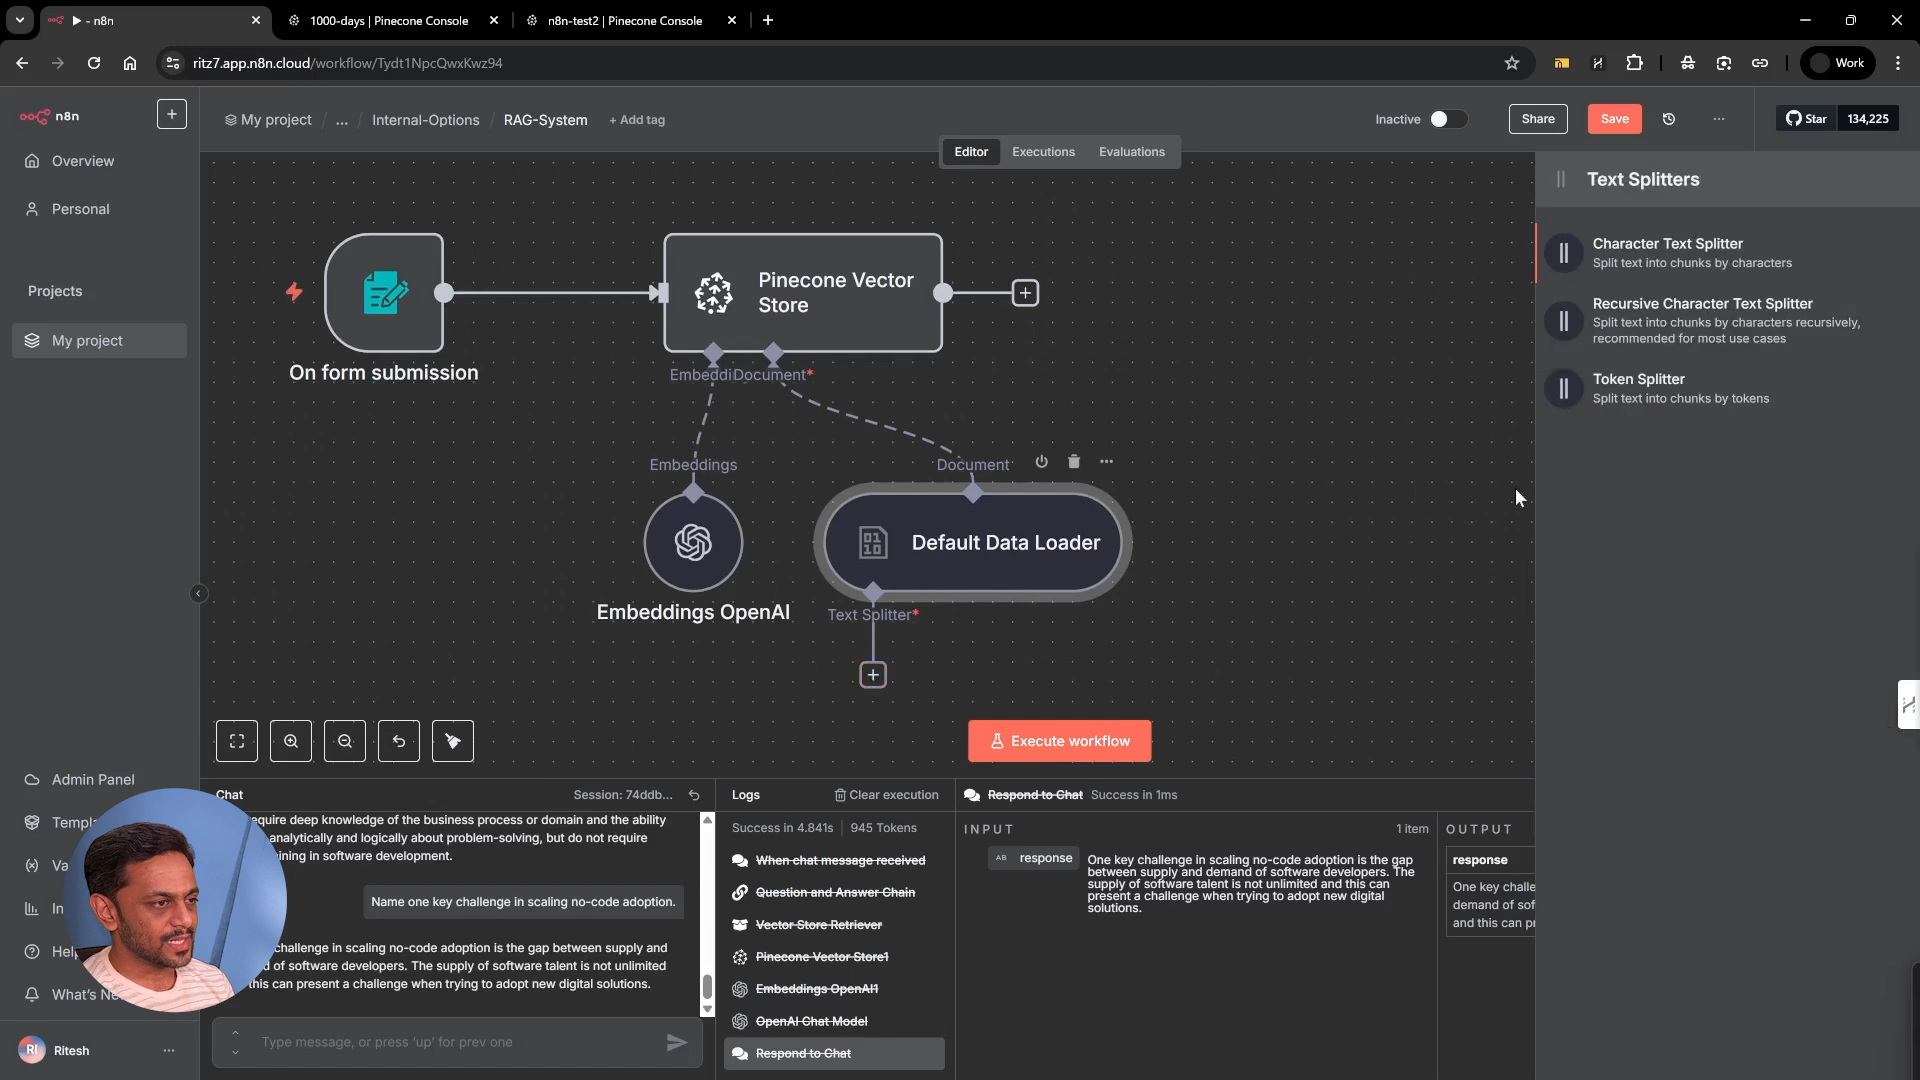 - n8n
1000-days | Pinecone Console
n8n-test2 | Pinecone Console
ritz7.app.n8n.cloud/workflow/Tydt1NpcQwxKwz94
Work
n8n
My project / ... / Internal-Options / RAG-System + Add tag
Inactive
Share
Save
Star 134,225
Editor
Executions
Evaluations
Overview
Personal
Projects
My project
Admin Panel
RI
Ritesh
On form submission
Pinecone Vector
Store
Document*
Embeddings
Document
Embeddings OpenAI
01
10
Default Data Loader
Text Splitter*
Execute workflow
Text Splitters
Character Text Splitter
Split text into chunks by characters
Recursive Character Text Splitter
Split text into chunks by characters recursively,
recommended for most use cases
Token Splitter
Split text into chunks by tokens
Chat
Session: 74ddb...
quire deep knowledge of the business process or domain and the ability
analytically and logically about problem-solving, but do not require
ining in software development.
Name one key challenge in scaling no-code adoption.
challenge in scaling no-code adoption is the gap between supply and
d of software developers. The supply of software talent is not unlimited
this can present a challenge when trying to adopt new digital solutions.
Type message, or press 'up' for prev one
Logs
Clear execution
Success in 4.841s | 945 Tokens
When chat message received
Question and Answer Chain
Vector Store Retriever
Pinecone Vector Store1
Embeddings OpenAI1
OpenAI Chat Model
Respond to Chat
Respond to Chat Success in 1ms
INPUT
1 item
AB response
One key challenge in scaling no-code adoption is the gap
between supply and demand of software developers. The
supply of software talent is not unlimited and this can
present a challenge when trying to adopt new digital
solutions.
OUTPUT
response
One key challe
demand of sof
and this can pr